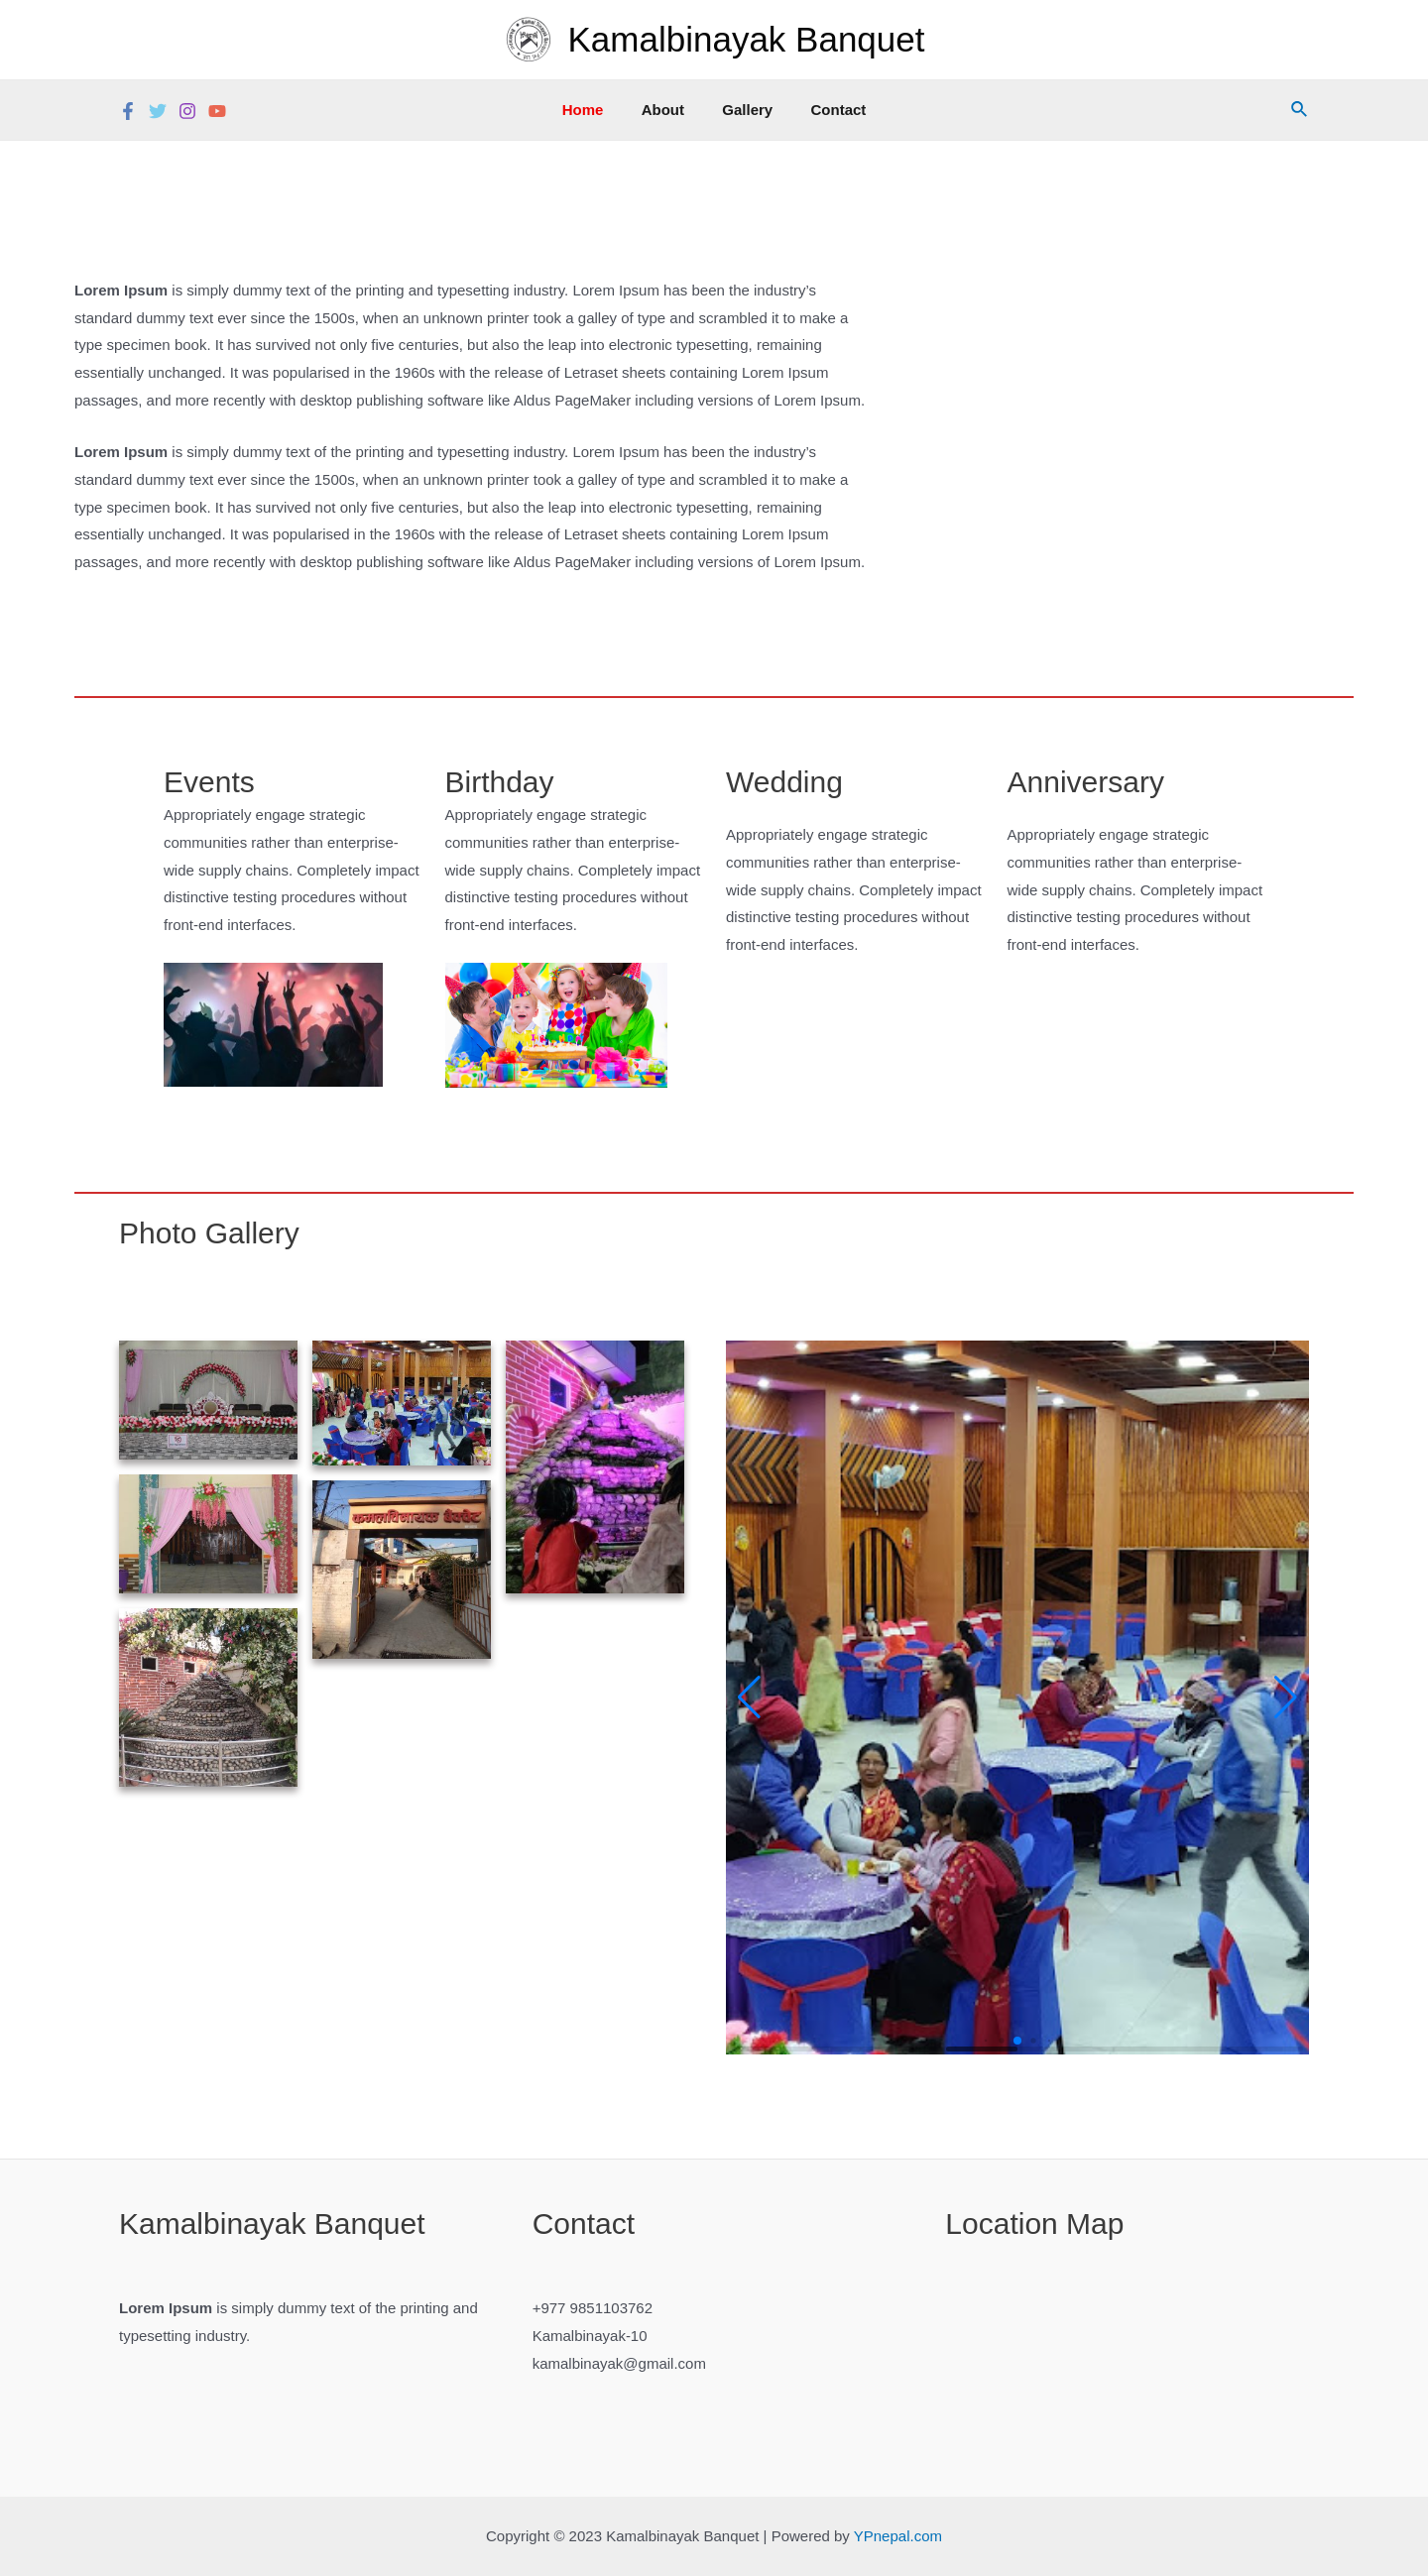 Kamalbinayak Banquet
Home About Gallery Contact
Lorem Ipsum is simply dummy text of the printing and typesetting industry. Lorem Ipsum has been the industry’s
standard dummy text ever since the 1500s, when an unknown printer took a galley of type and scrambled it to make a
type specimen book. It has survived not only five centuries, but also the leap into electronic typesetting, remaining
essentially unchanged. It was popularised in the 1960s with the release of Letraset sheets containing Lorem Ipsum
passages, and more recently with desktop publishing software like Aldus PageMaker including versions of Lorem Ipsum.
Lorem Ipsum is simply dummy text of the printing and typesetting industry. Lorem Ipsum has been the industry’s
standard dummy text ever since the 1500s, when an unknown printer took a galley of type and scrambled it to make a
type specimen book. It has survived not only five centuries, but also the leap into electronic typesetting, remaining
essentially unchanged. It was popularised in the 1960s with the release of Letraset sheets containing Lorem Ipsum
passages, and more recently with desktop publishing software like Aldus PageMaker including versions of Lorem Ipsum.
Events
Appropriately engage strategic
communities rather than enterprise-
wide supply chains. Completely impact
distinctive testing procedures without
front-end interfaces.
Birthday
Appropriately engage strategic
communities rather than enterprise-
wide supply chains. Completely impact
distinctive testing procedures without
front-end interfaces.
Wedding
Appropriately engage strategic
communities rather than enterprise-
wide supply chains. Completely impact
distinctive testing procedures without
front-end interfaces.
Anniversary
Appropriately engage strategic
communities rather than enterprise-
wide supply chains. Completely impact
distinctive testing procedures without
front-end interfaces.
Photo Gallery
कमलविनायक बैंक्वेट
Kamalbinayak Banquet
Lorem Ipsum is simply dummy text of the printing and
typesetting industry.
Contact
+977 9851103762
Kamalbinayak-10
kamalbinayak@gmail.com
Location Map
Copyright © 2023 Kamalbinayak Banquet | Powered by YPnepal.com